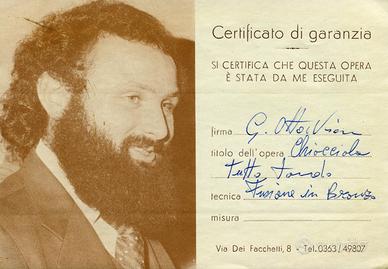 Certificato di garanzia
SI CERTIFICA CHE QUESTA OPERA
È STATA DA ME ESEGUITA
firma G. Ottavian
titolo dell'opera Chiocciola
Tutto tondo
tecnica Fusione in Bronzo
misura
Via Dei Facchetti, 8 - Tel. 0363/49807